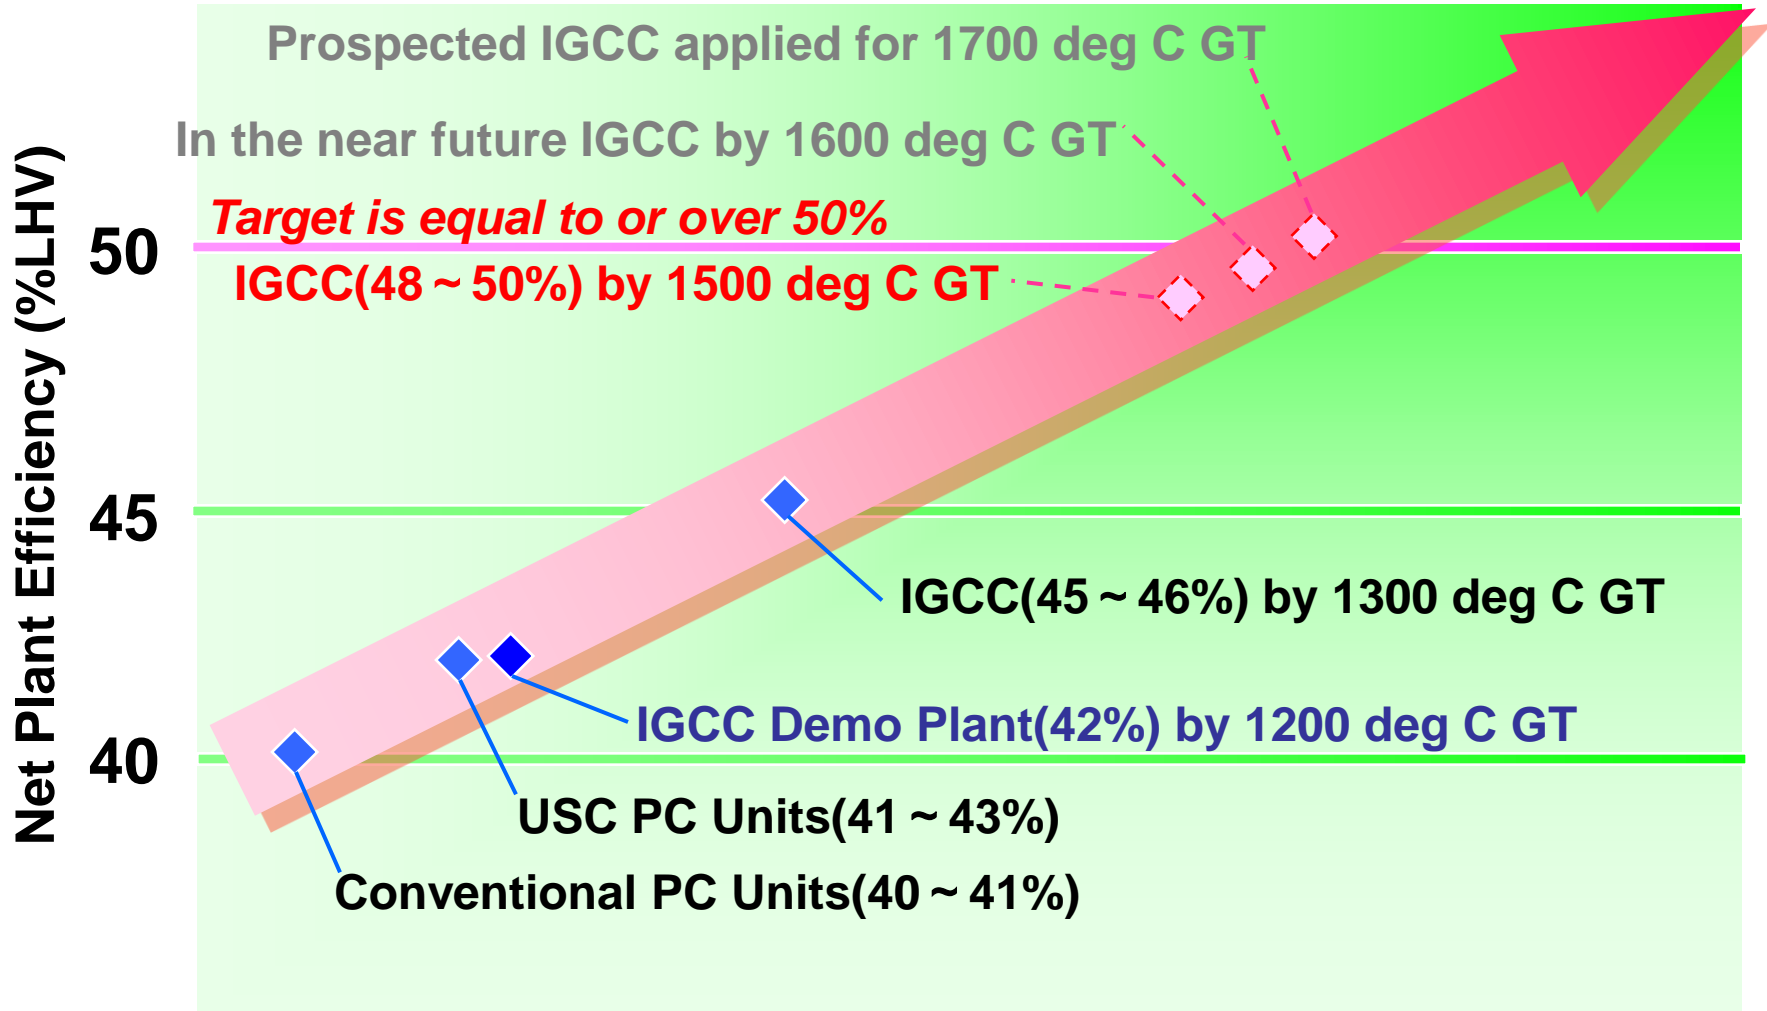 Prospected IGCC applied for 1700 deg C GT
In the near future IGCC by 1600 deg C GT
Target is equal to or over 50%
50
IGCC(48~50%) by 1500 deg C GT
Net Plant Efficiency (%LHV)
45
IGCC(45~46%) by 1300 deg C GT
IGCC Demo Plant(42%) by 1200 deg C GT
40
USC PC Units(41~43%)
Conventional PC Units(40~41%)